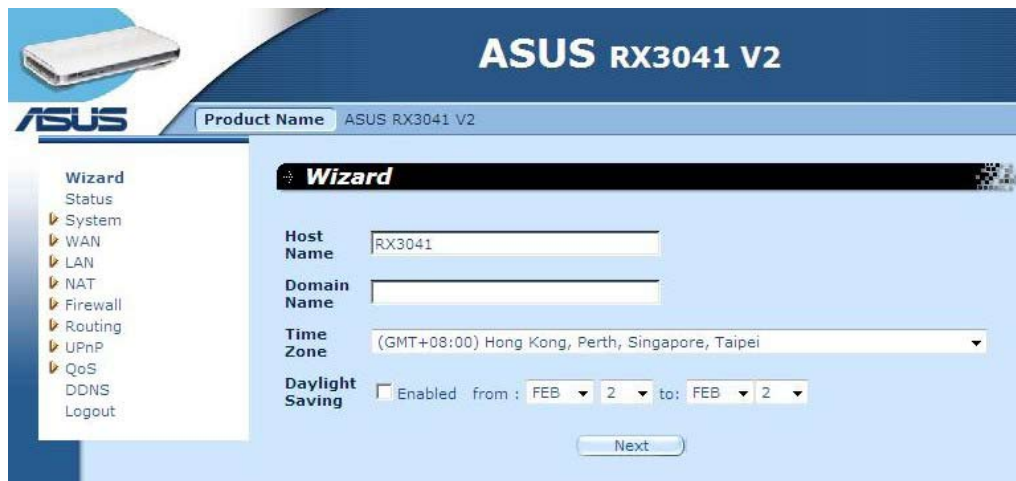 ASUS RX3041 V2
ASUS
Product Name ASUS RX3041 V2
Wizard
Status
System
WAN
LAN
NAT
Firewall
Routing
UPnP
QoS
DDNS
Logout
Wizard
Host Name RX3041
Domain Name
Time Zone (GMT+08:00) Hong Kong, Perth, Singapore, Taipei
Daylight Saving Enabled from : FEB 2 to: FEB 2
Next